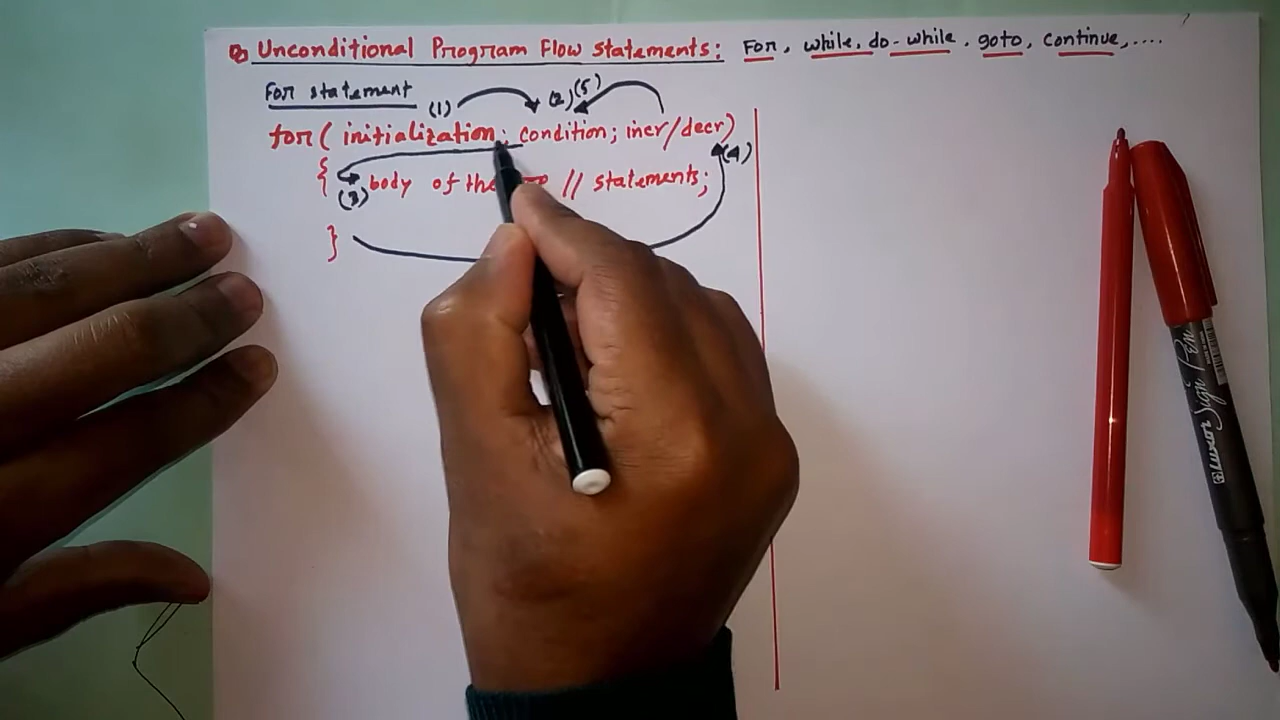 Unconditional Program Flow statements: For, while, do-while, goto, continue,....
For statement
(1) (2) (5)
for( initialization; condition; incr/decr)
(4)
{ body of the // statements;
(3)
}
Luxor Sign Pen